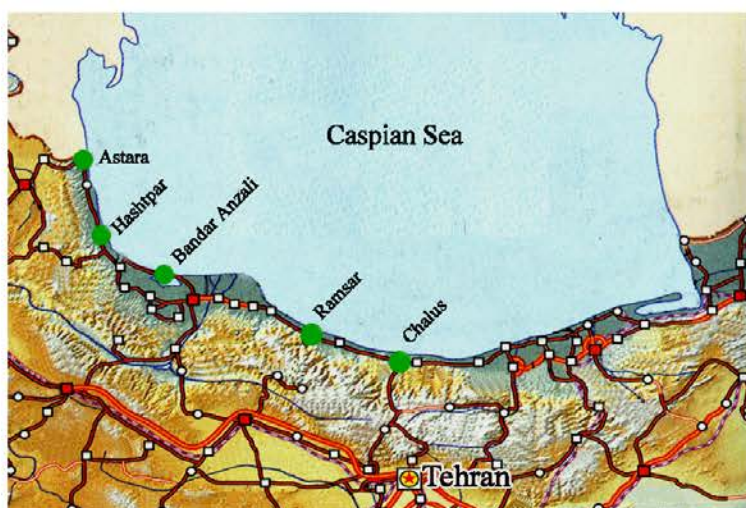 Caspian Sea
Astara
Hashtpar
Bandar Anzali
Ramsar
Chalus
Tehran